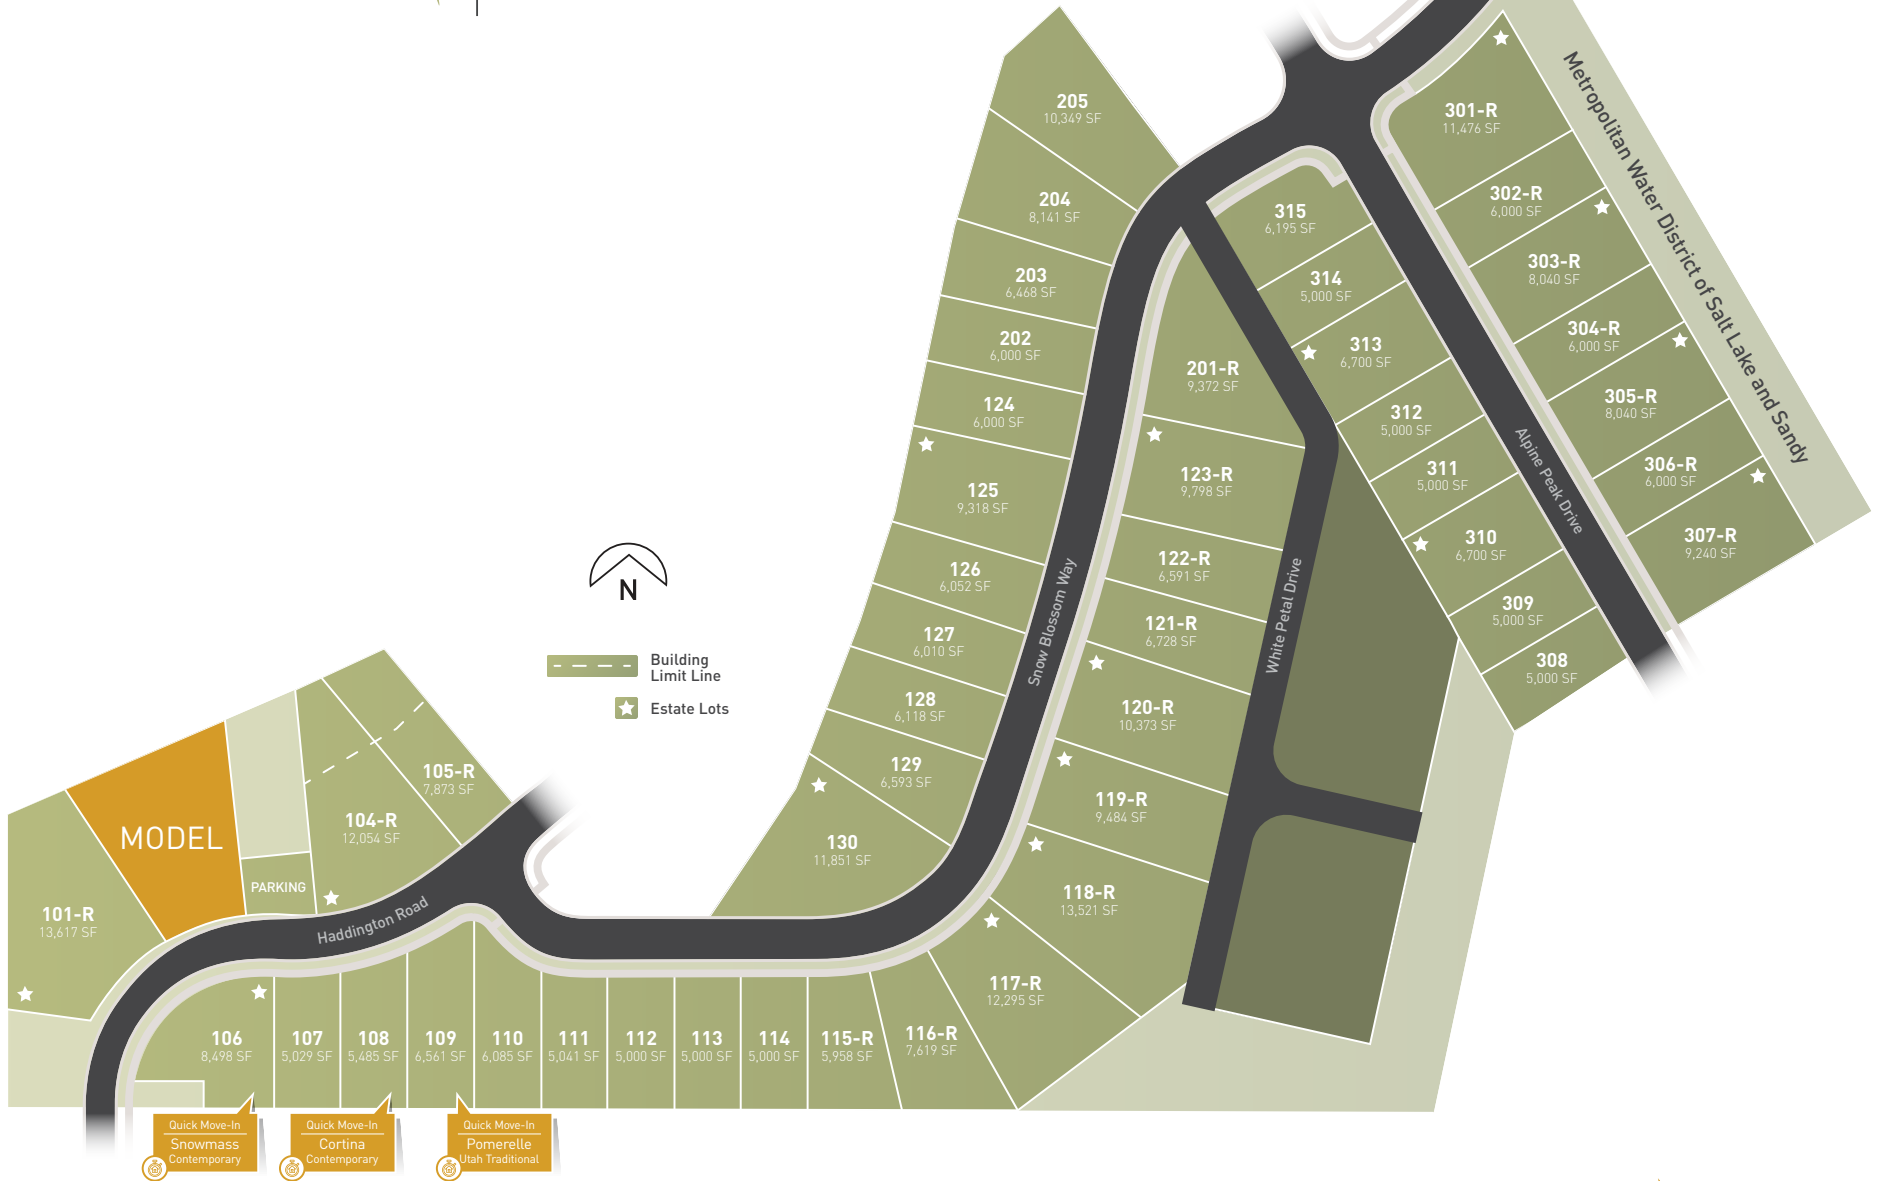 205
10,349 SF
204
8,141 SF
203
6,468 SF
202
6,000 SF
124
6,000 SF
125
9,318 SF
126
6,052 SF
127
6,010 SF
128
6,118 SF
129
6,593 SF
130
11,851 SF
Snow Blossom Way
201-R
9,372 SF
123-R
9,798 SF
122-R
6,591 SF
121-R
6,728 SF
120-R
10,373 SF
119-R
9,484 SF
118-R
13,521 SF
117-R
12,295 SF
White Petal Drive
315
6,195 SF
314
5,000 SF
313
6,700 SF
312
5,000 SF
311
5,000 SF
310
6,700 SF
309
5,000 SF
308
5,000 SF
Alpine Peak Drive
301-R
11,476 SF
302-R
6,000 SF
303-R
8,040 SF
304-R
6,000 SF
305-R
8,040 SF
306-R
6,000 SF
307-R
9,240 SF
Metropolitan Water District of Salt Lake and Sandy
N
Building
Limit Line
Estate Lots
101-R
13,617 SF
MODEL
PARKING
104-R
12,054 SF
105-R
7,873 SF
Haddington Road
106
8,498 SF
107
5,029 SF
108
5,485 SF
109
6,561 SF
110
6,085 SF
111
5,041 SF
112
5,000 SF
113
5,000 SF
114
5,000 SF
115-R
5,958 SF
116-R
7,619 SF
Quick Move-In
Snowmass
Contemporary
Quick Move-In
Cortina
Contemporary
Quick Move-In
Pomerelle
Utah Traditional